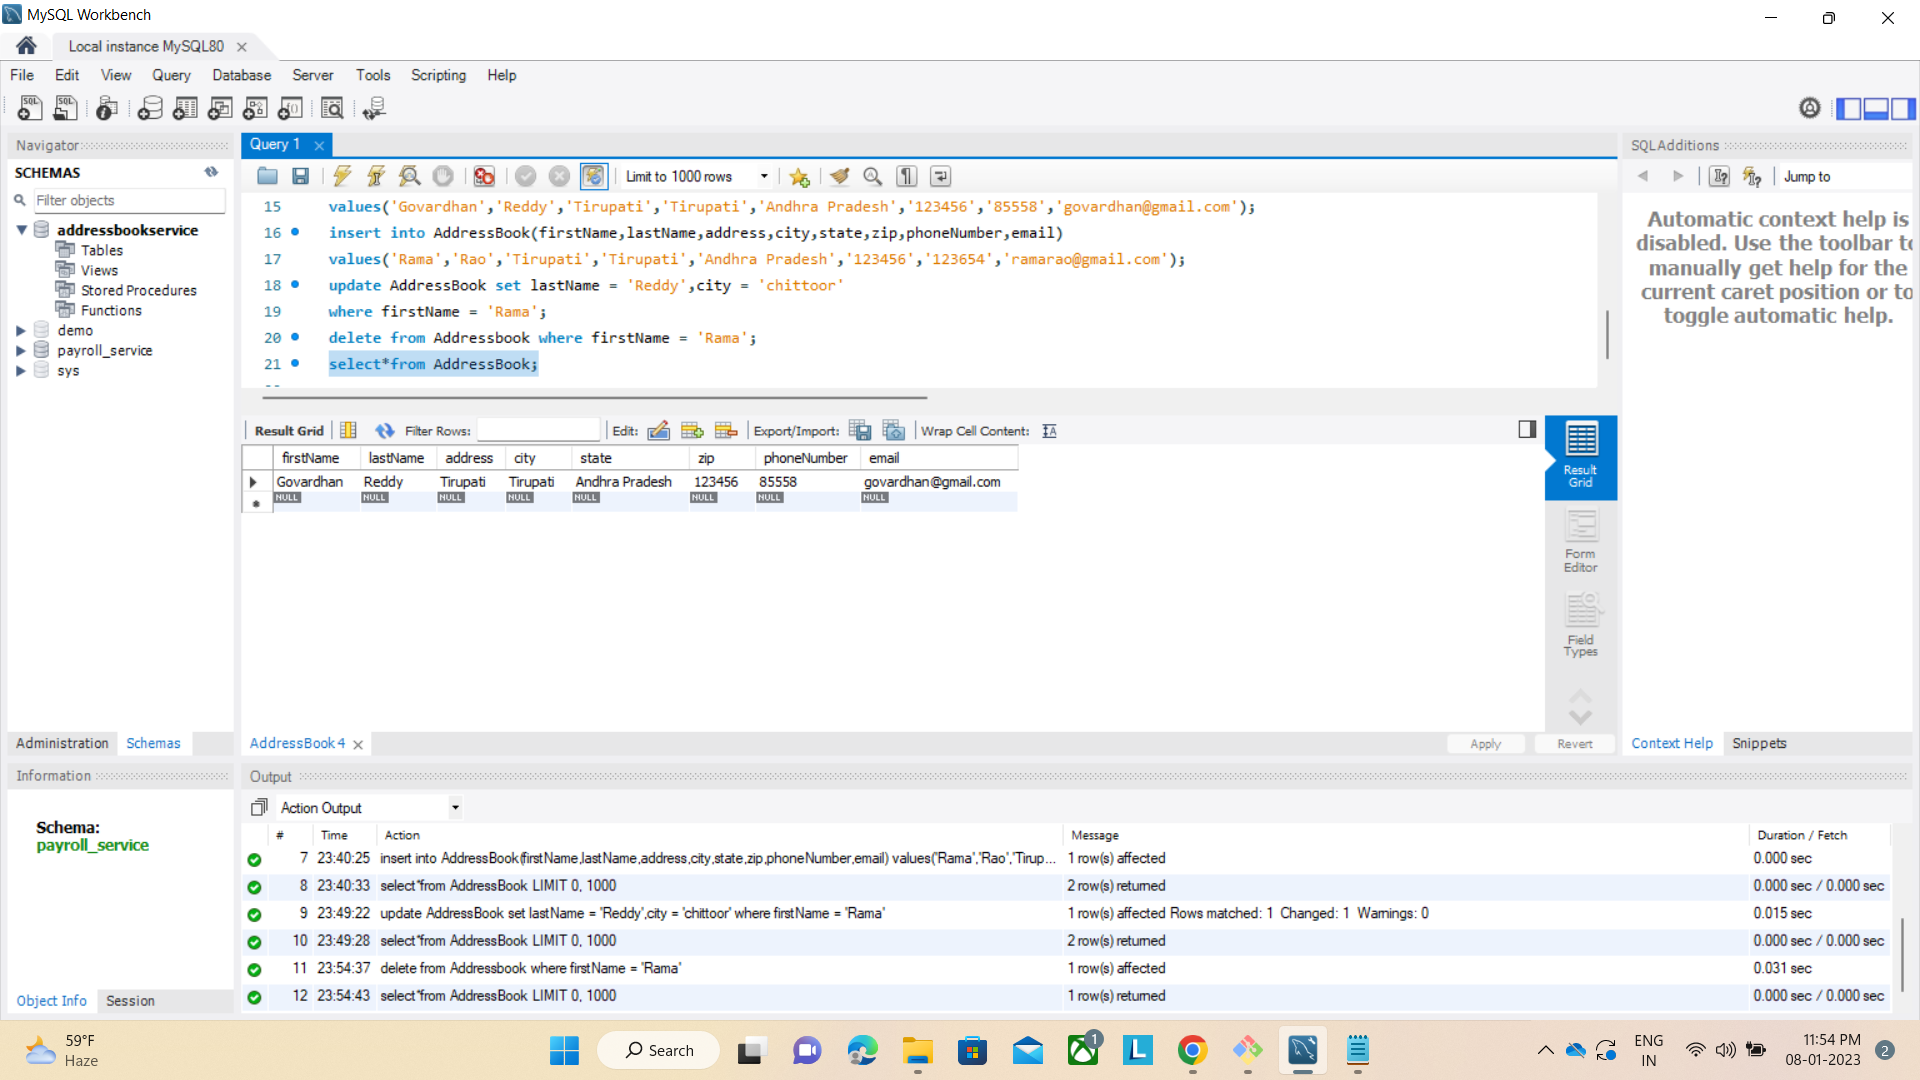 MySQL Workbench
Local instance MySQL80
File Edit View Query Database Server Tools Scripting Help
Navigator
SCHEMAS
Filter objects
addressbookservice
Tables
Views
Stored Procedures
Functions
demo
payroll_service
sys
Administration Schemas
Information
Schema:
payroll_service
Object Info Session
Query 1
Limit to 1000 rows
15 values('Govardhan','Reddy','Tirupati','Tirupati','Andhra Pradesh','123456','85558','govardhan@gmail.com');
16 insert into AddressBook(firstName,lastName,address,city,state,zip,phoneNumber,email)
17 values('Rama','Rao','Tirupati','Tirupati','Andhra Pradesh','123456','123654','ramarao@gmail.com');
18 update AddressBook set lastName = 'Reddy',city = 'chittoor'
19 where firstName = 'Rama';
20 delete from Addressbook where firstName = 'Rama';
21 select*from AddressBook;
Result Grid Filter Rows: Edit: Export/Import: Wrap Cell Content:
firstName lastName address city state zip phoneNumber email
Govardhan Reddy Tirupati Tirupati Andhra Pradesh 123456 85558 govardhan@gmail.com
NULL NULL NULL NULL NULL NULL NULL NULL
Result
Grid
Form
Editor
Field
Types
AddressBook 4
Apply Revert
SQLAdditions
Jump to
Automatic context help is
disabled. Use the toolbar to
manually get help for the
current caret position or to
toggle automatic help.
Context Help Snippets
Output
Action Output
# Time Action Message Duration / Fetch
7 23:40:25 insert into AddressBook(firstName,lastName,address,city,state,zip,phoneNumber,email) values('Rama','Rao','Tirup... 1 row(s) affected 0.000 sec
8 23:40:33 select*from AddressBook LIMIT 0, 1000 2 row(s) returned 0.000 sec / 0.000 sec
9 23:49:22 update AddressBook set lastName = 'Reddy',city = 'chittoor' where firstName = 'Rama' 1 row(s) affected Rows matched: 1 Changed: 1 Warnings: 0 0.015 sec
10 23:49:28 select*from AddressBook LIMIT 0, 1000 2 row(s) returned 0.000 sec / 0.000 sec
11 23:54:37 delete from Addressbook where firstName = 'Rama' 1 row(s) affected 0.031 sec
12 23:54:43 select*from AddressBook LIMIT 0, 1000 1 row(s) returned 0.000 sec / 0.000 sec
59°F
Haze
Search
1
L
ENG
IN
11:54 PM
08-01-2023
2